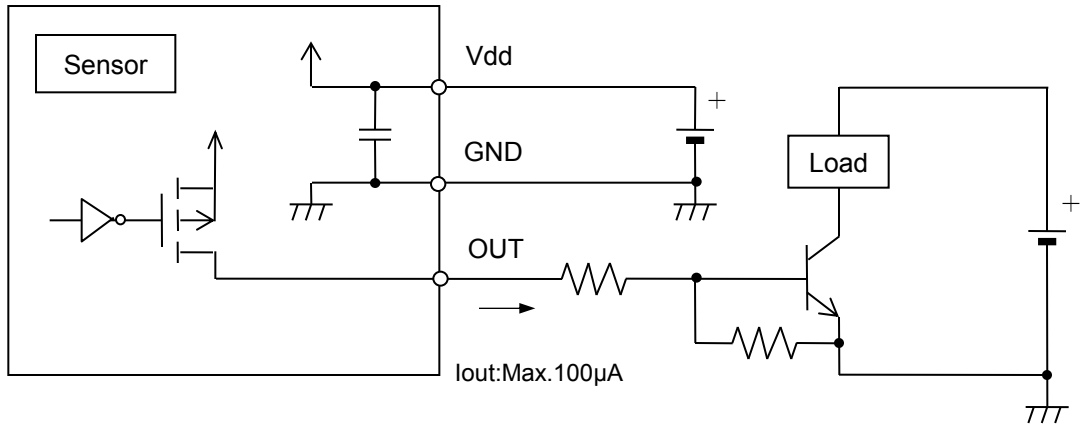 Sensor
Vdd
+
GND
Load
+
OUT
Iout:Max.100μA